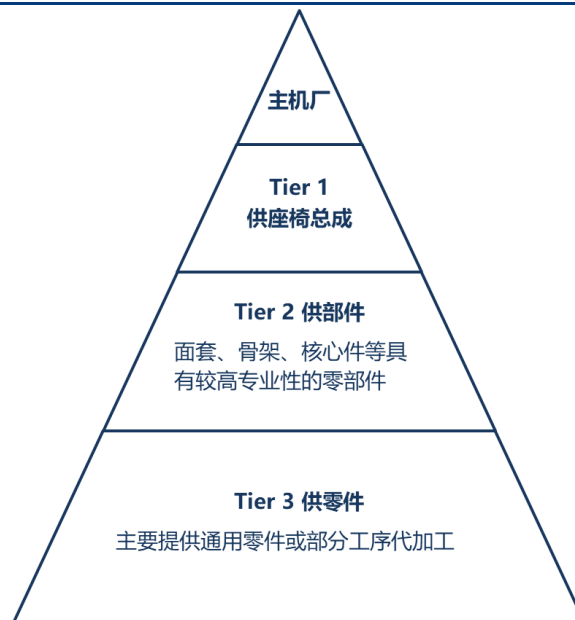 主机厂
Tier 1
供座椅总成
Tier 2 供部件
面套、骨架、核心件等具
有较高专业性的零部件
Tier 3 供零件
主要提供通用零件或部分工序代加工